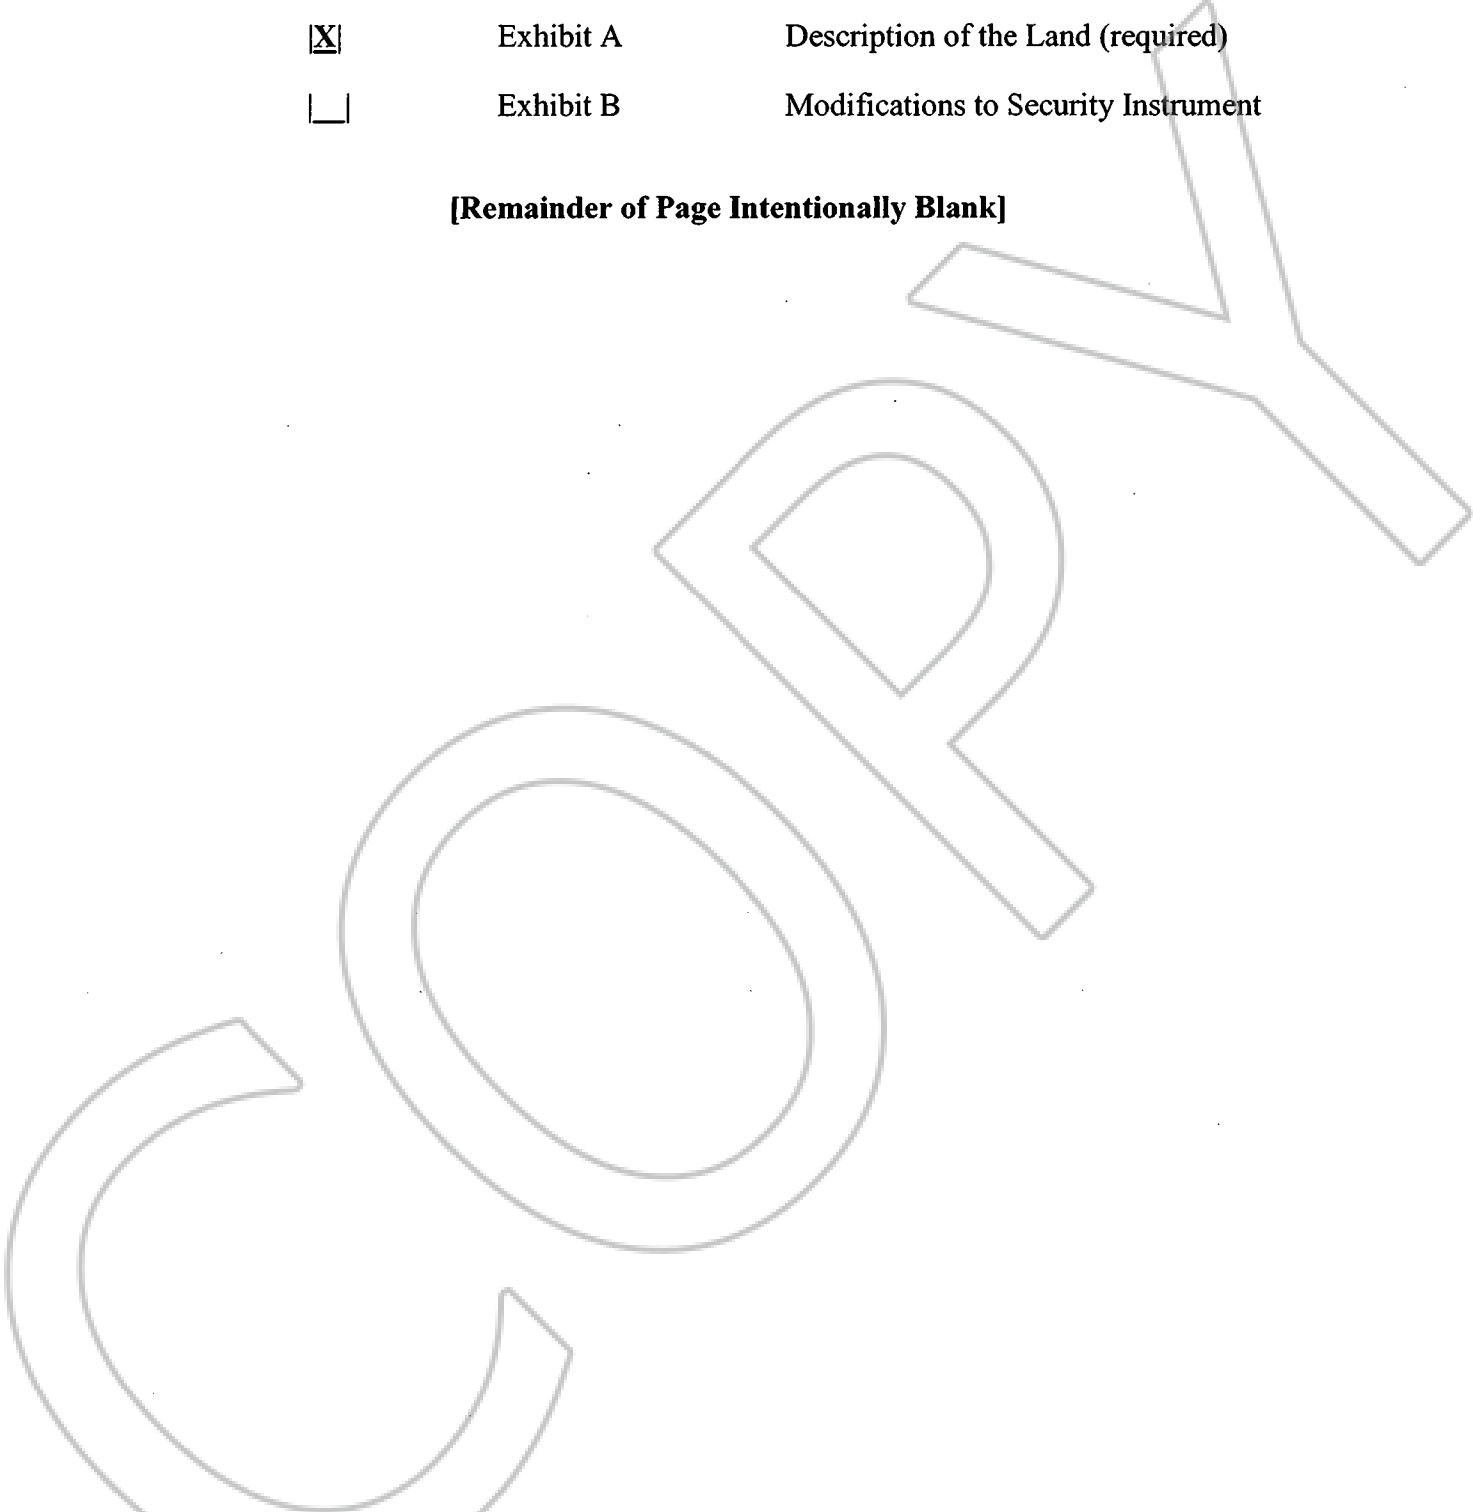 |X| Exhibit A Description of the Land (required)
|__| Exhibit B Modifications to Security Instrument
[Remainder of Page Intentionally Blank]
COPY